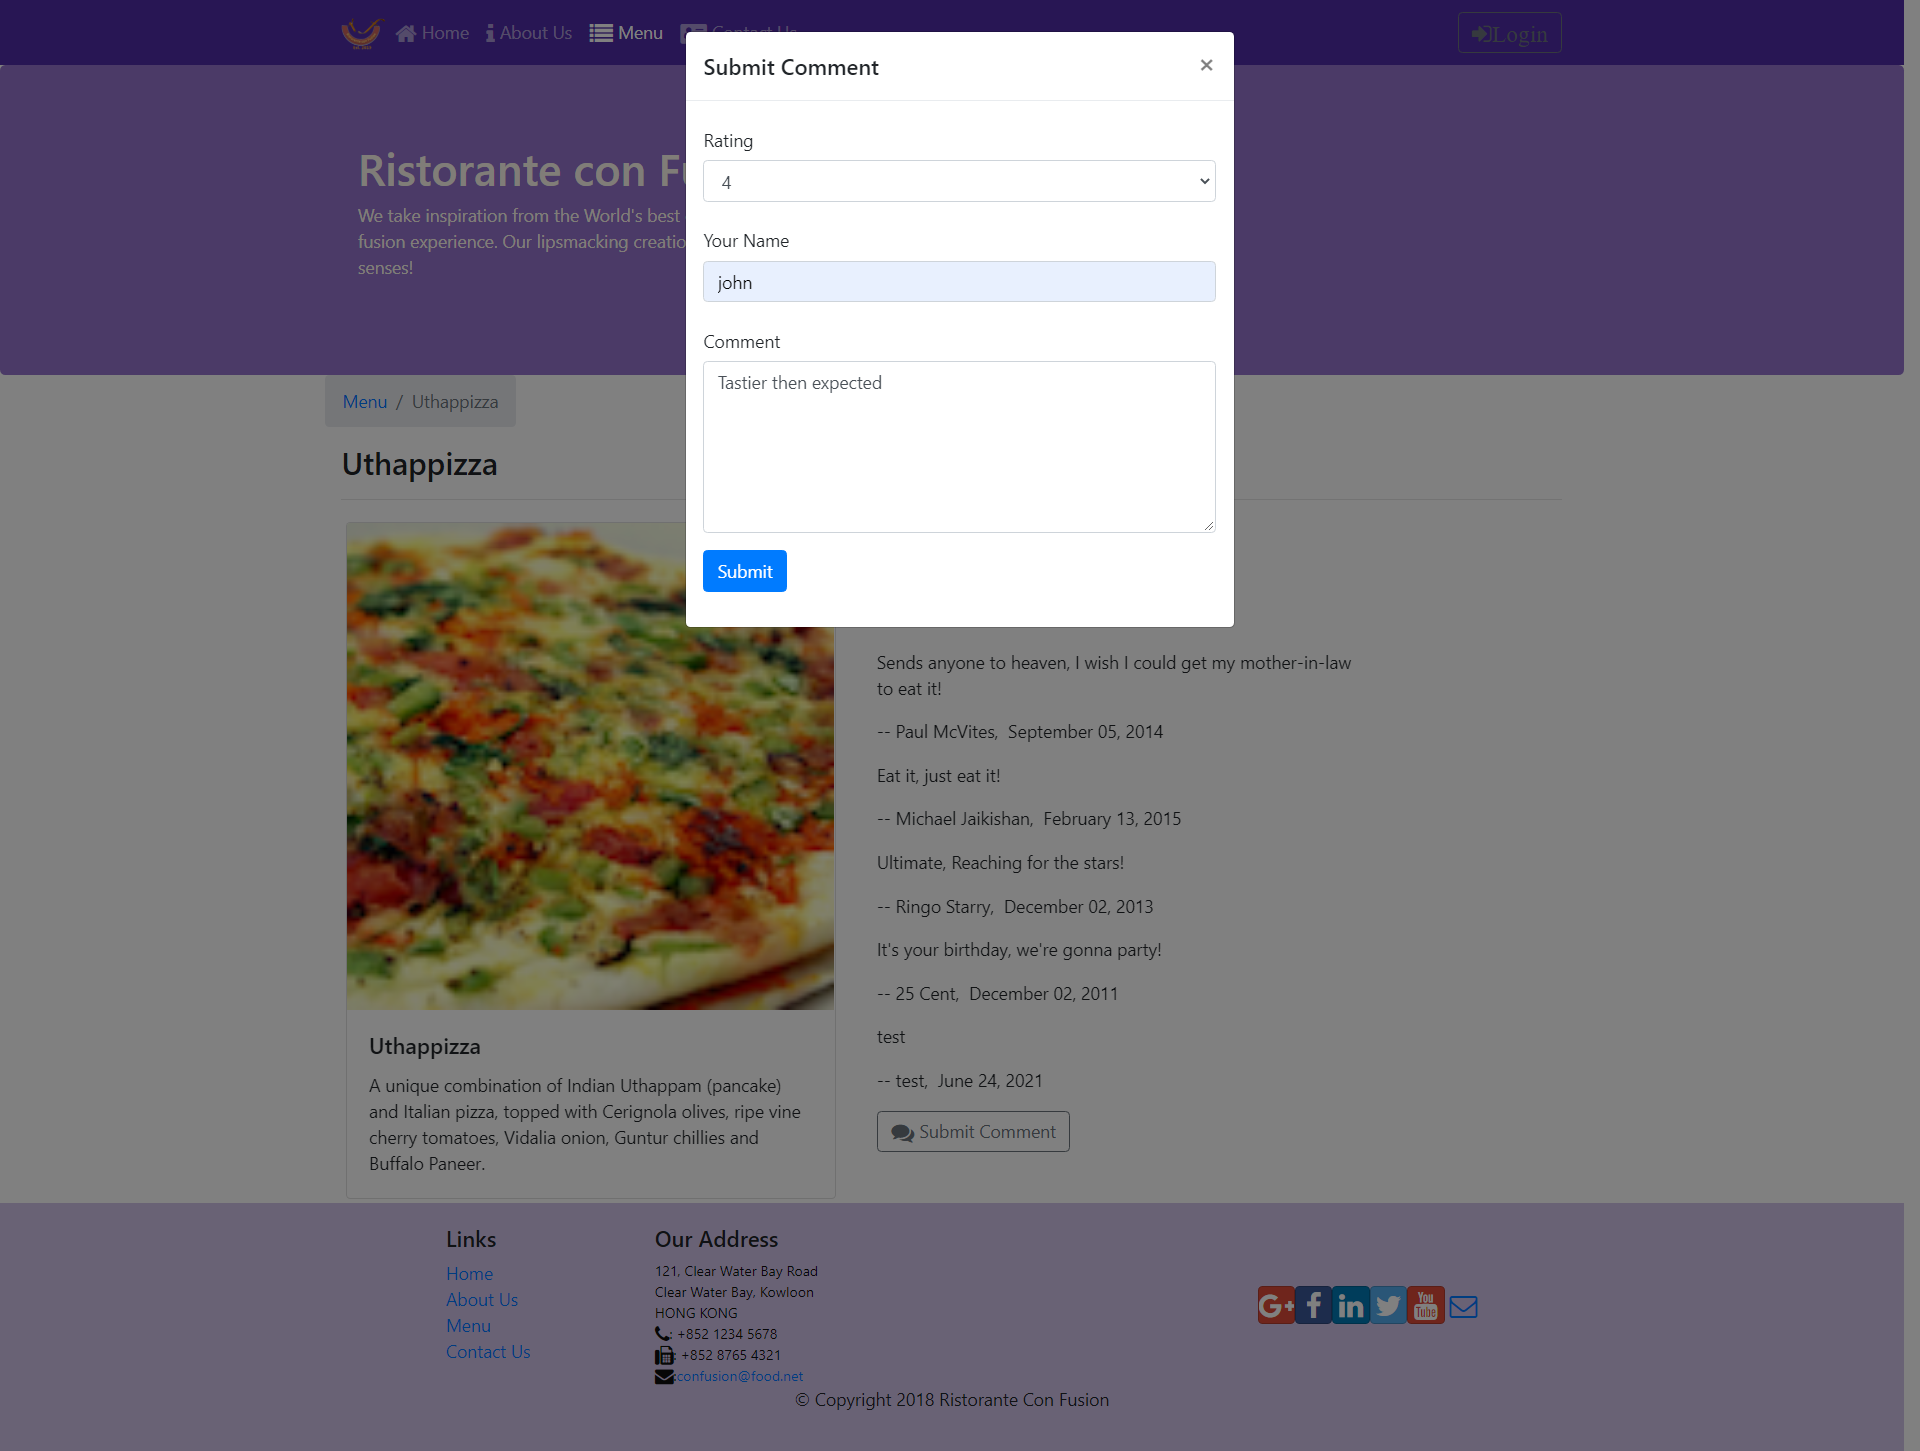 Home
About Us
Menu
Contact Us
Login
Submit Comment
×
Rating
4
Your Name
john
Comment
Tastier then expected
Submit
Ristorante con
We take inspiration from the World's best
fusion experience. Our lipsmacking
senses!
Menu / Uthappizza
Uthappizza
Uthappizza
A unique combination of Indian Uthappam (pancake)
and Italian pizza, topped with Cerignola olives, ripe vine
cherry tomatoes, Vidalia onion, Guntur chillies and
Buffalo Paneer.
Sends anyone to heaven, I wish I could get my mother-in-law
to eat it!
-- Paul McVites, September 05, 2014
Eat it, just eat it!
-- Michael Jaikishan, February 13, 2015
Ultimate, Reaching for the stars!
-- Ringo Starry, December 02, 2013
It's your birthday, we're gonna party!
-- 25 Cent, December 02, 2011
test
-- test, June 24, 2021
Submit Comment
Links
Home
About Us
Menu
Contact Us
Our Address
121, Clear Water Bay Road
Clear Water Bay, Kowloon
HONG KONG
: +852 1234 5678
: +852 8765 4321
:confusion@food.net
G+ f in You Tube
© Copyright 2018 Ristorante Con Fusion